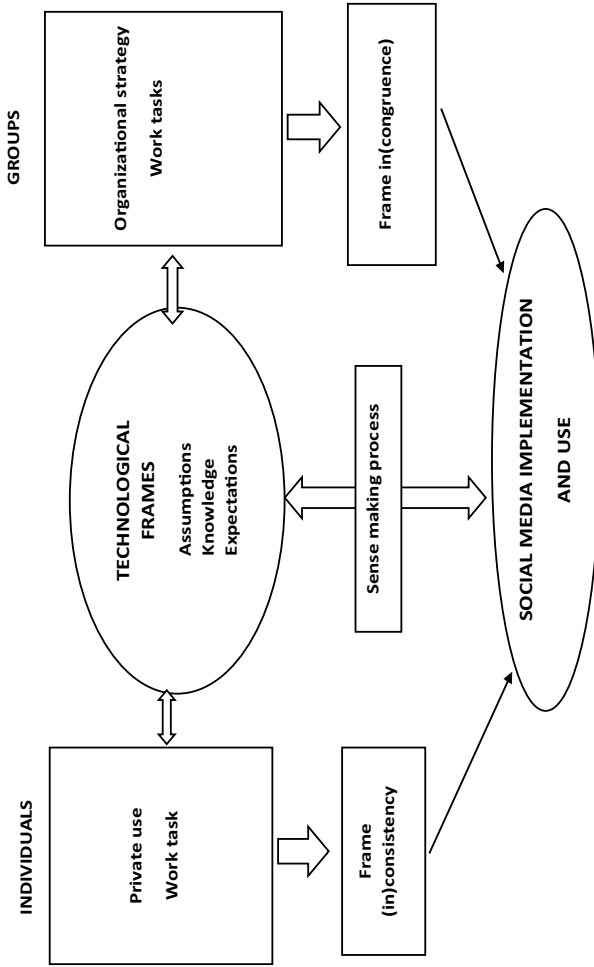 INDIVIDUALS
Private use
Work task
Frame
(in)consistency
TECHNOLOGICAL
FRAMES
Assumptions
Knowledge
Expectations
Sense making process
GROUPS
Organizational strategy
Work tasks
Frame in(congruence)
SOCIAL MEDIA IMPLEMENTATION
AND USE